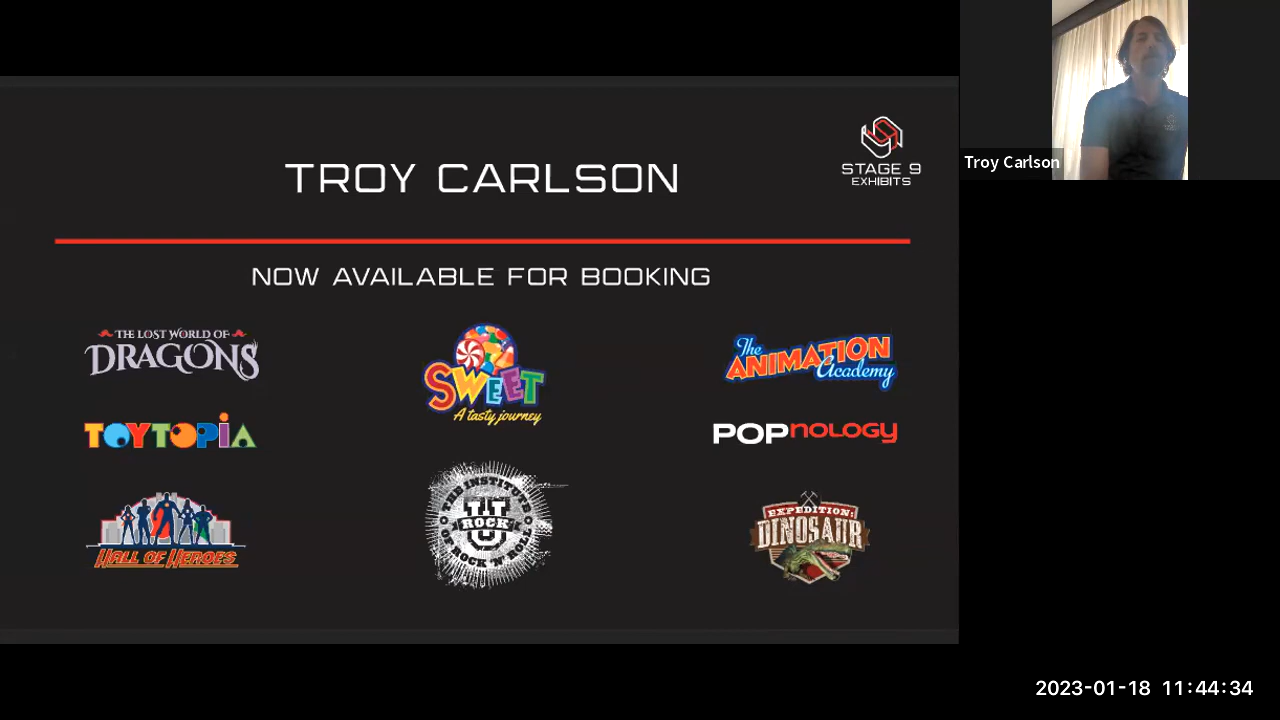 TROY CARLSON
STAGE 9
EXHIBITS
NOW AVAILABLE FOR BOOKING
THE LOST WORLD OF
DRAGONS
SWEET
A tasty journey
The
ANIMATION
Academy
TOYTOPIA
POPNOLOGY
HALL OF HEROES
THE INSTITUTE
U
ROCK
OF ROCK 'N' ROLL
EXPEDITION:
DINOSAUR
Troy Carlson
2023-01-18 11:44:34